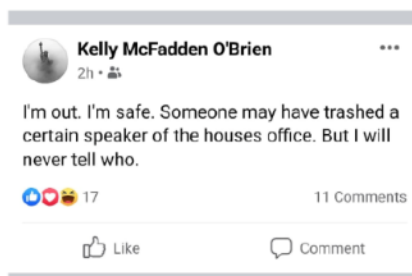 Kelly McFadden O'Brien
2h •
I'm out. I'm safe. Someone may have trashed a
certain speaker of the houses office. But I will
never tell who.
17
11 Comments
Like
Comment